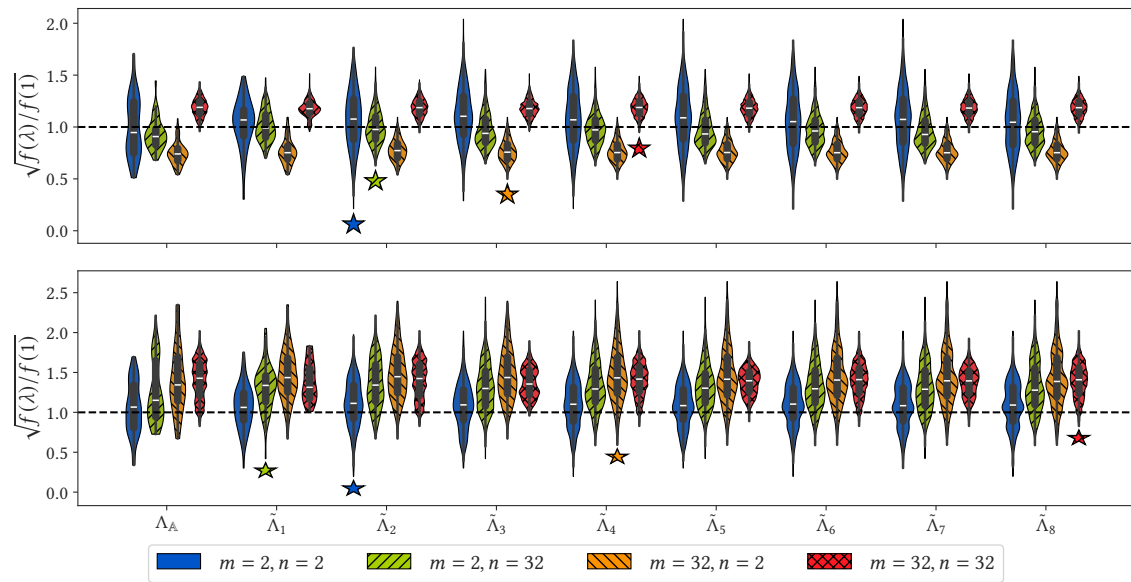 √f(λ)/f(1)
2.0
1.5
1.0
0.5
0.0
√f(λ)/f(1)
2.5
2.0
1.5
1.0
0.5
0.0
Λ𝔸 Λ̃₁ Λ̃₂ Λ̃₃ Λ̃₄ Λ̃₅ Λ̃₆ Λ̃₇ Λ̃₈
m = 2, n = 2 m = 2, n = 32 m = 32, n = 2 m = 32, n = 32